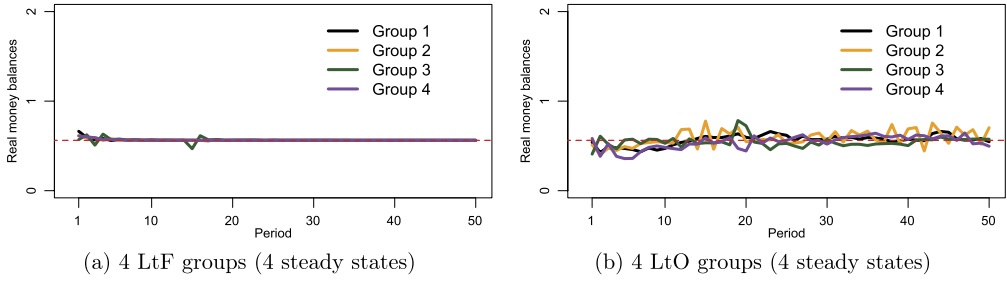 Real money balances
2
1
0
Group 1
Group 2
Group 3
Group 4
1 10 20 30 40 50
Period
(a) 4 LtF groups (4 steady states)
Real money balances
2
1
0
Group 1
Group 2
Group 3
Group 4
1 10 20 30 40 50
Period
(b) 4 LtO groups (4 steady states)